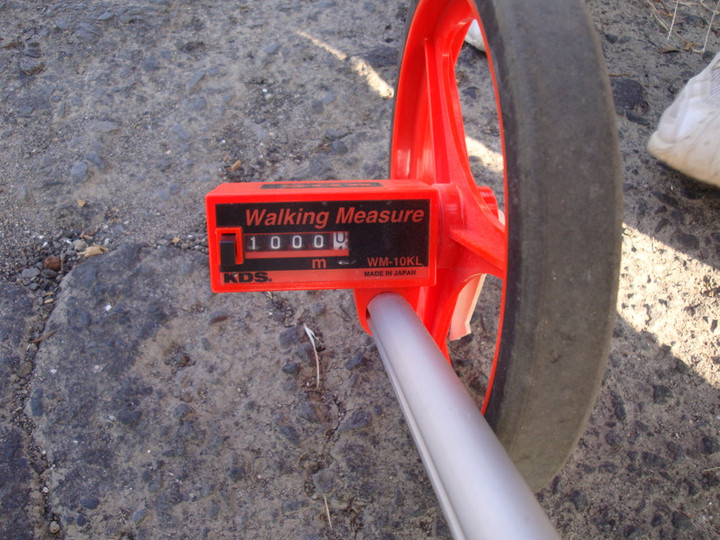 Walking Measure
1000
m
WM-10KL
KDS.
MADE IN JAPAN